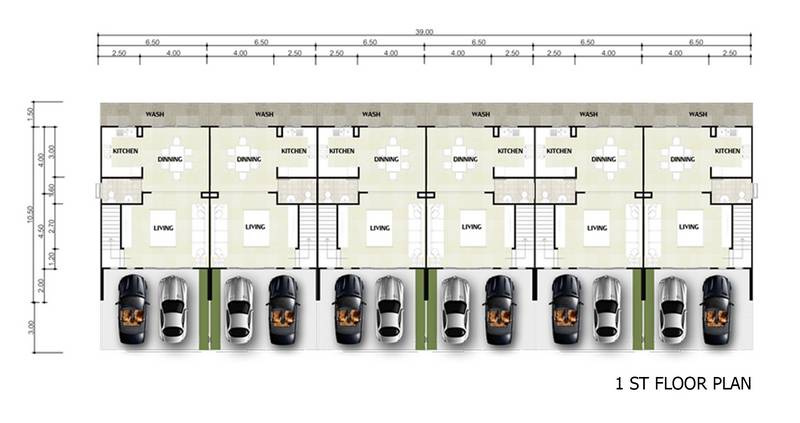 39.00
6.50 6.50 6.50 6.50 6.50 6.50
2.50 4.00 4.00 2.50 2.50 4.00 4.00 2.50 2.50 4.00 4.00 2.50
1.50
WASH WASH WASH WASH WASH WASH
4.00 3.00
KITCHEN DINNING DINNING KITCHEN KITCHEN DINNING DINNING KITCHEN KITCHEN DINNING DINNING KITCHEN
1.60
10.50 4.50 2.70
LIVING LIVING LIVING LIVING LIVING LIVING
1.20
2.00
3.00
1 ST FLOOR PLAN